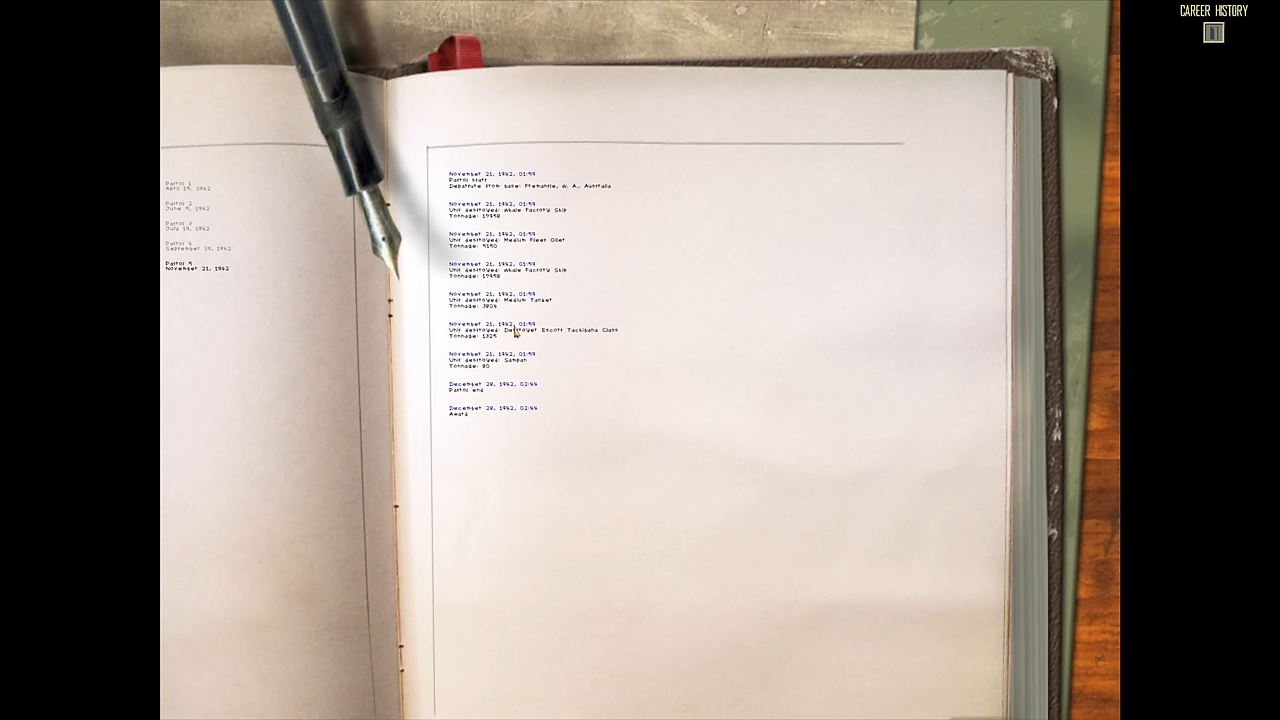 CAREER HISTORY
Patrol 1
April 15, 1942
Patrol 2
June 5, 1942
Patrol 3
July 19, 1942
Patrol 4
September 29, 1942
Patrol 5
November 21, 1942
November 21, 1942, 01:59
Patrol start
Departure from base: Fremantle, W. A., Australia
November 21, 1942, 01:59
Unit destroyed: Whale Factory Ship
Tonnage: 17958
November 21, 1942, 01:59
Unit destroyed: Medium Fleet Oiler
Tonnage: 5150
November 21, 1942, 01:59
Unit destroyed: Whale Factory Ship
Tonnage: 17958
November 21, 1942, 01:59
Unit destroyed: Medium Tanker
Tonnage: 3804
November 21, 1942, 01:59
Unit destroyed: Destroyer Escort Tachibana Class
Tonnage: 1325
November 21, 1942, 01:59
Unit destroyed: Sampan
Tonnage: 80
December 28, 1942, 02:44
Patrol end
December 28, 1942, 02:44
Award